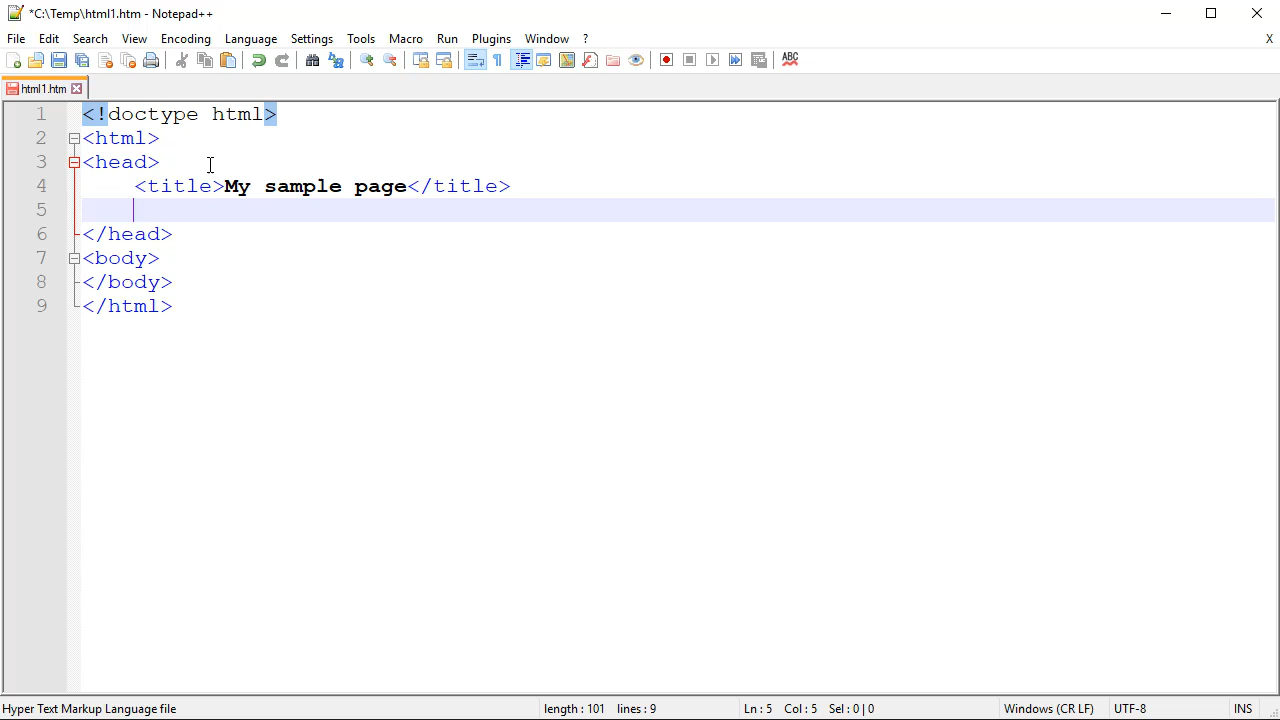 *C:\Temp\html1.htm - Notepad++
File Edit Search View Encoding Language Settings Tools Macro Run Plugins Window ? X
ABC
html1.htm
1 <!doctype html>
2 <html>
3 <head>
4 <title>My sample page</title>
5
6 </head>
7 <body>
8 </body>
9 </html>
Hyper Text Markup Language file length : 101 lines : 9 Ln : 5 Col : 5 Sel : 0 | 0 Windows (CR LF) UTF-8 INS